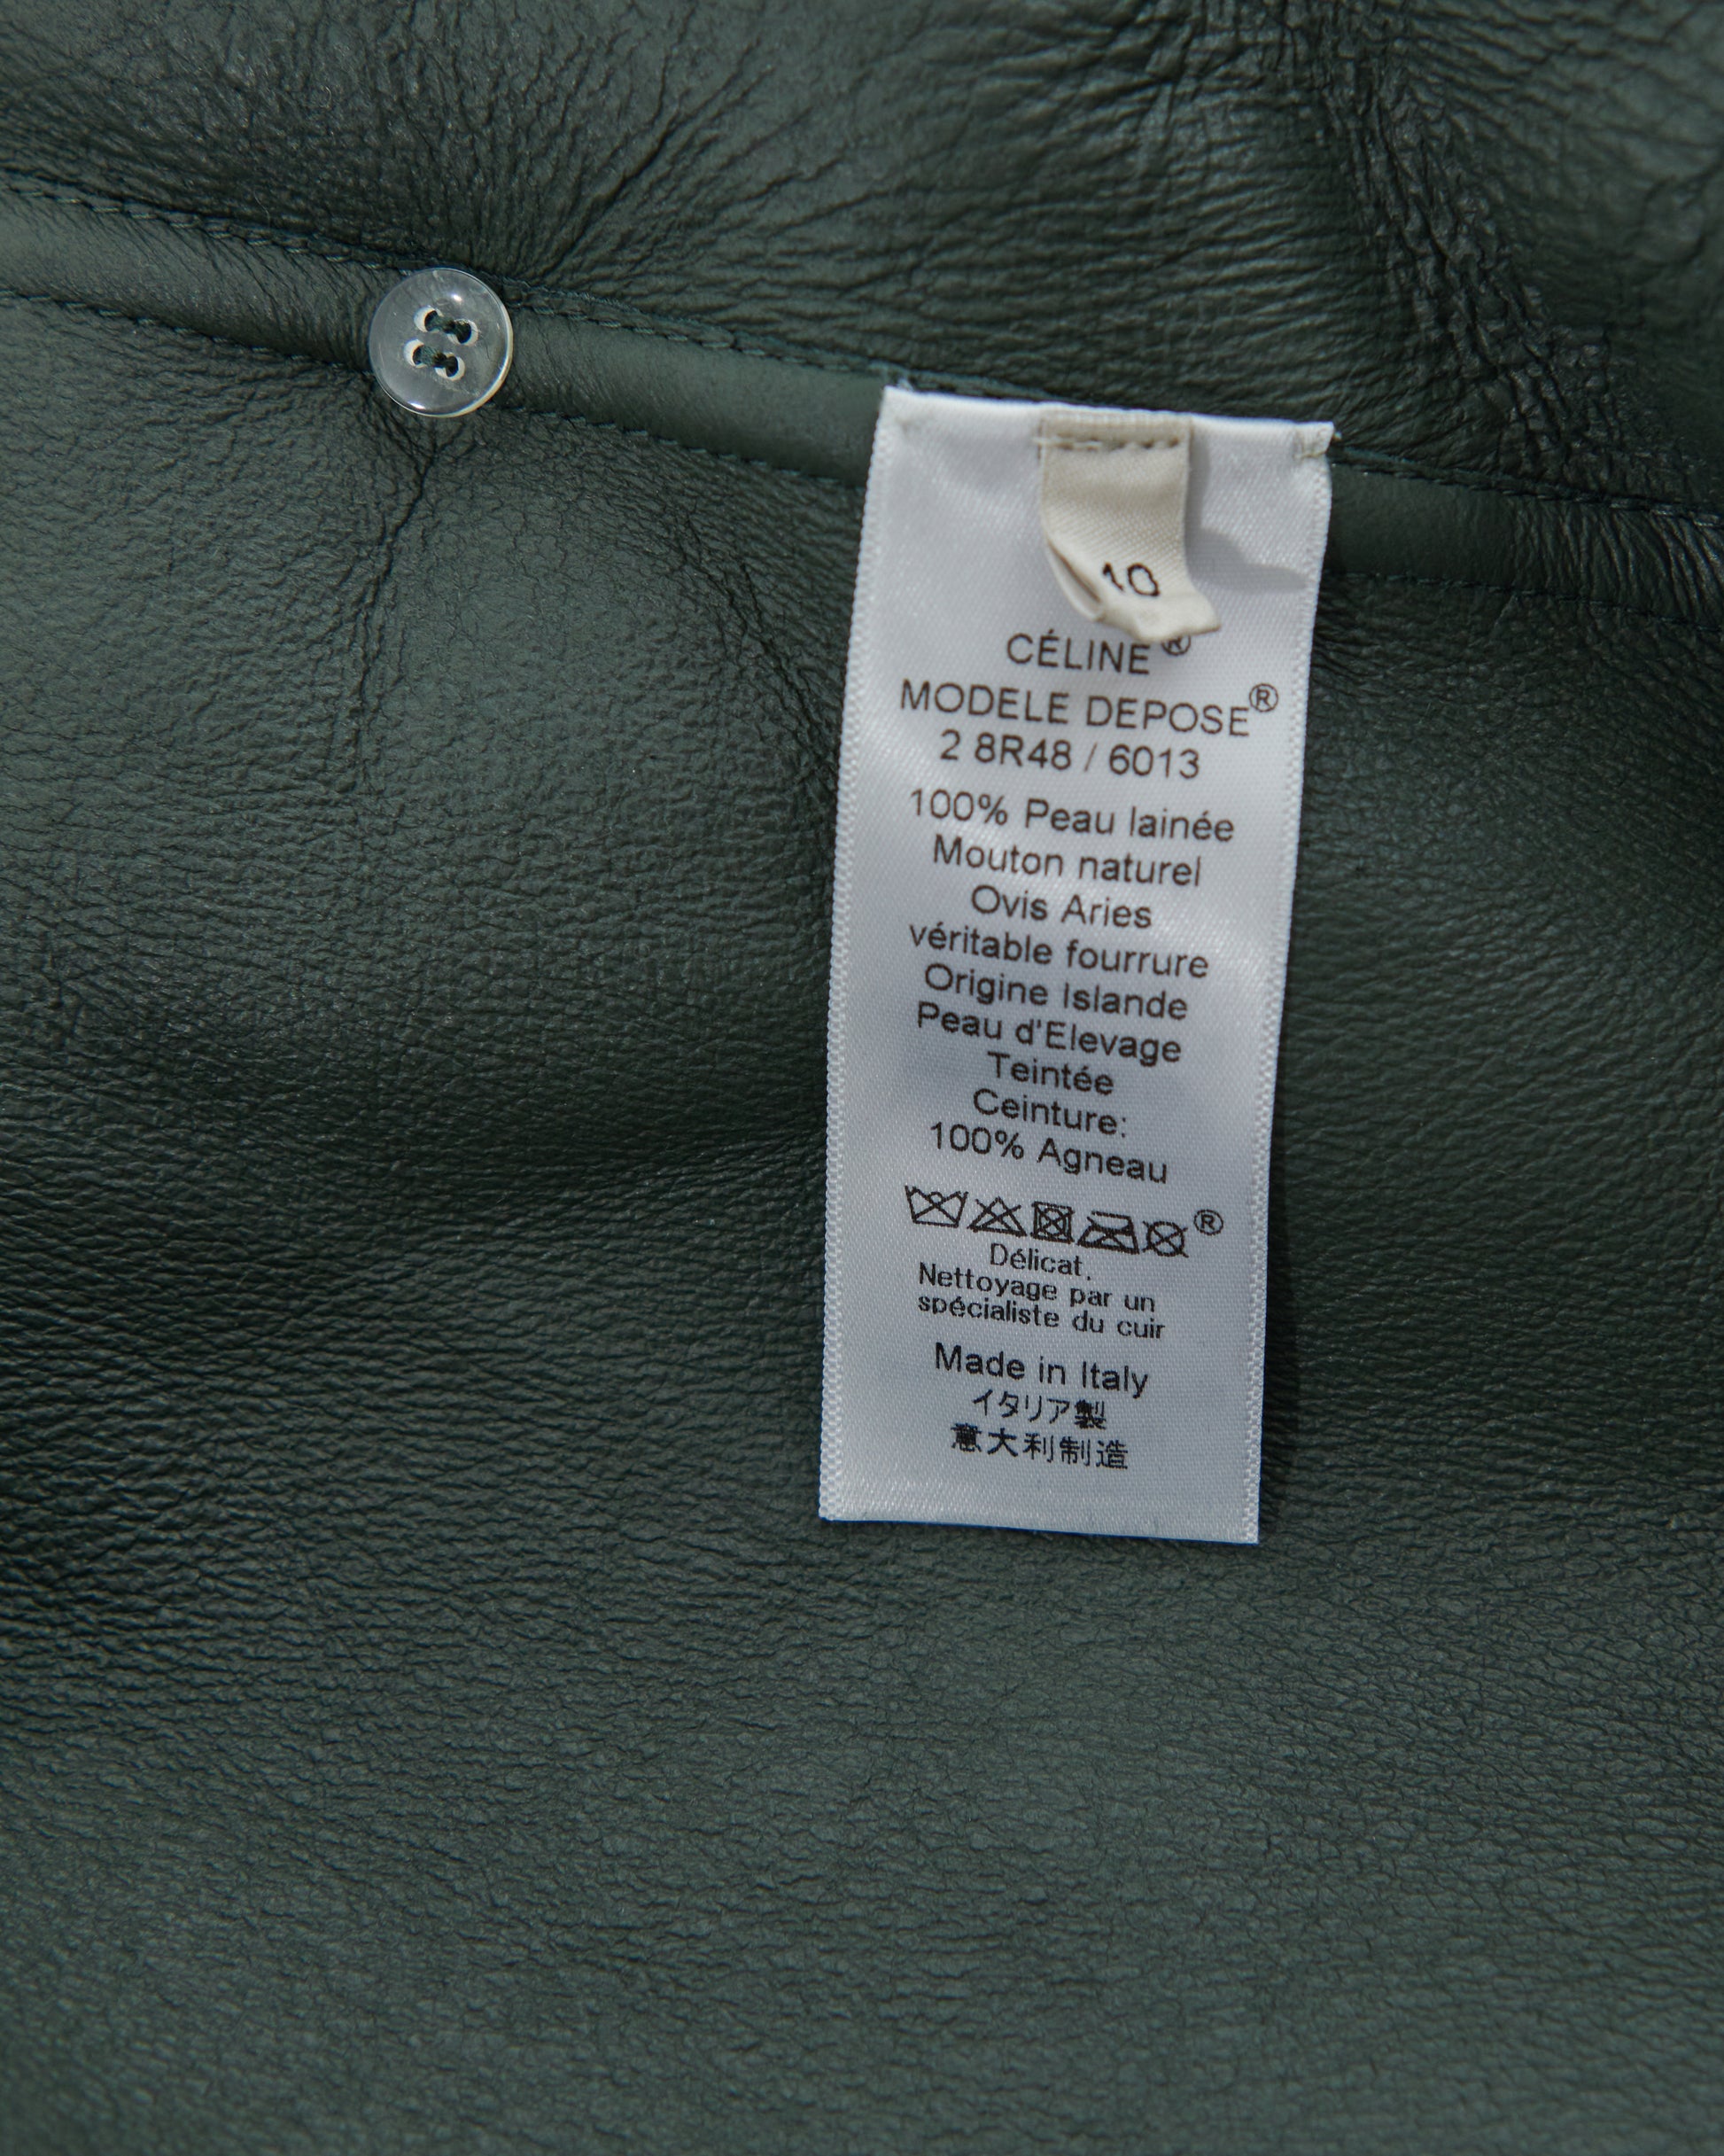 10
CÉLINE®
MODELE DEPOSE®
2 8R48 / 6013
100% Peau lainée
Mouton naturel
Ovis Aries
véritable fourrure
Origine Islande
Peau d'Elevage
Teintée
Ceinture:
100% Agneau
®
Délicat.
Nettoyage par un
spécialiste du cuir
Made in Italy
イタリア製
意大利制造